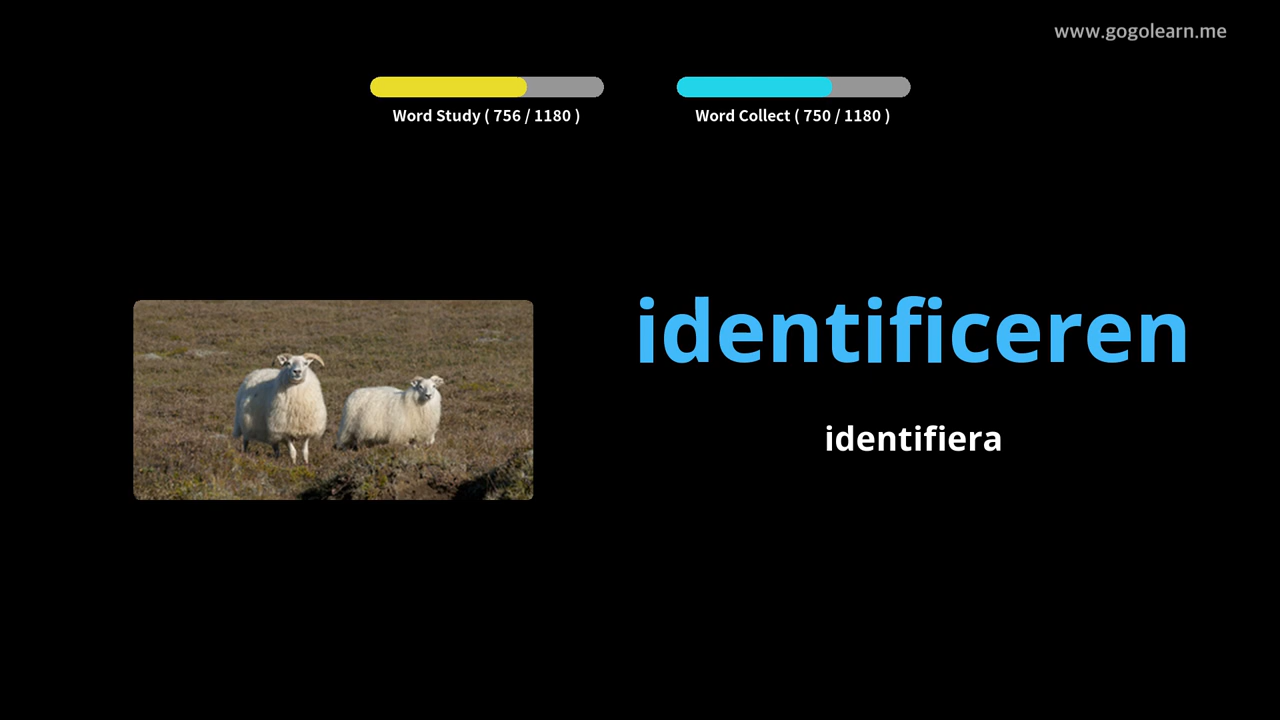 www.gogolearn.me
Word Study ( 756 / 1180 )
Word Collect ( 750 / 1180 )
identificeren
identifiera